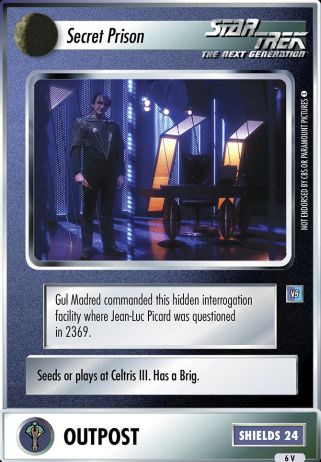 Secret Prison
STAR TREK
THE NEXT GENERATION
NOT ENDORSED BY CBS OR PARAMOUNT PICTURES
Gul Madred commanded this hidden interrogation
facility where Jean-Luc Picard was questioned
in 2369.
Seeds or plays at Celtris III. Has a Brig.
OUTPOST
SHIELDS 24
6 V